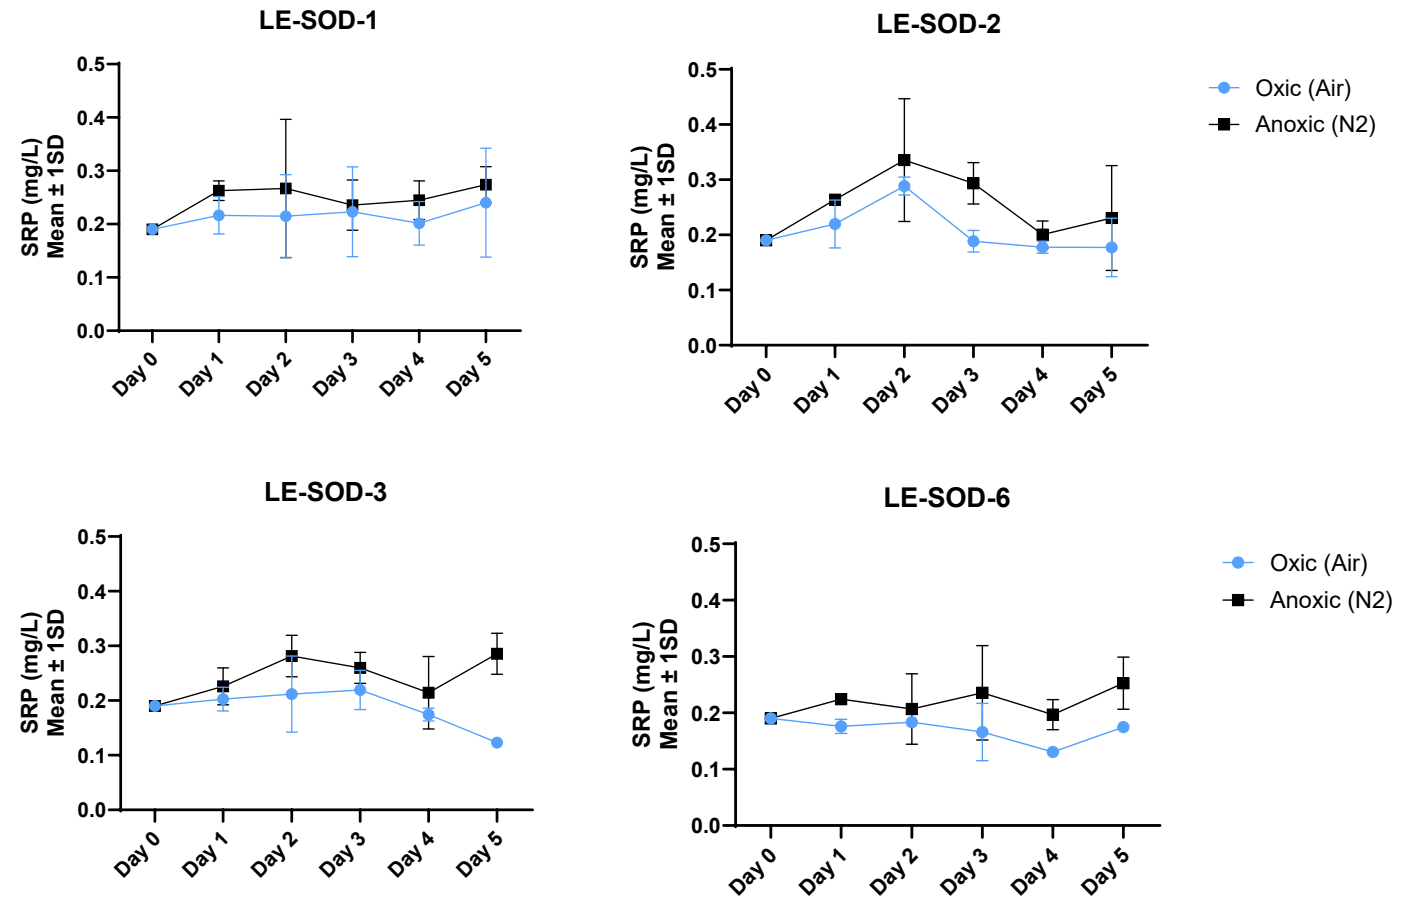 LE-SOD-1
SRP (mg/L)
Mean ± 1SD
0.5
0.4
0.3
0.2
0.1
0.0
Day 0
Day 1
Day 2
Day 3
Day 4
Day 5
LE-SOD-2
SRP (mg/L)
Mean ± 1SD
0.5
0.4
0.3
0.2
0.1
0.0
Day 0
Day 1
Day 2
Day 3
Day 4
Day 5
Oxic (Air)
Anoxic (N2)
LE-SOD-3
SRP (mg/L)
Mean ± 1SD
0.5
0.4
0.3
0.2
0.1
0.0
Day 0
Day 1
Day 2
Day 3
Day 4
Day 5
LE-SOD-6
SRP (mg/L)
Mean ± 1SD
0.5
0.4
0.3
0.2
0.1
0.0
Day 0
Day 1
Day 2
Day 3
Day 4
Day 5
Oxic (Air)
Anoxic (N2)